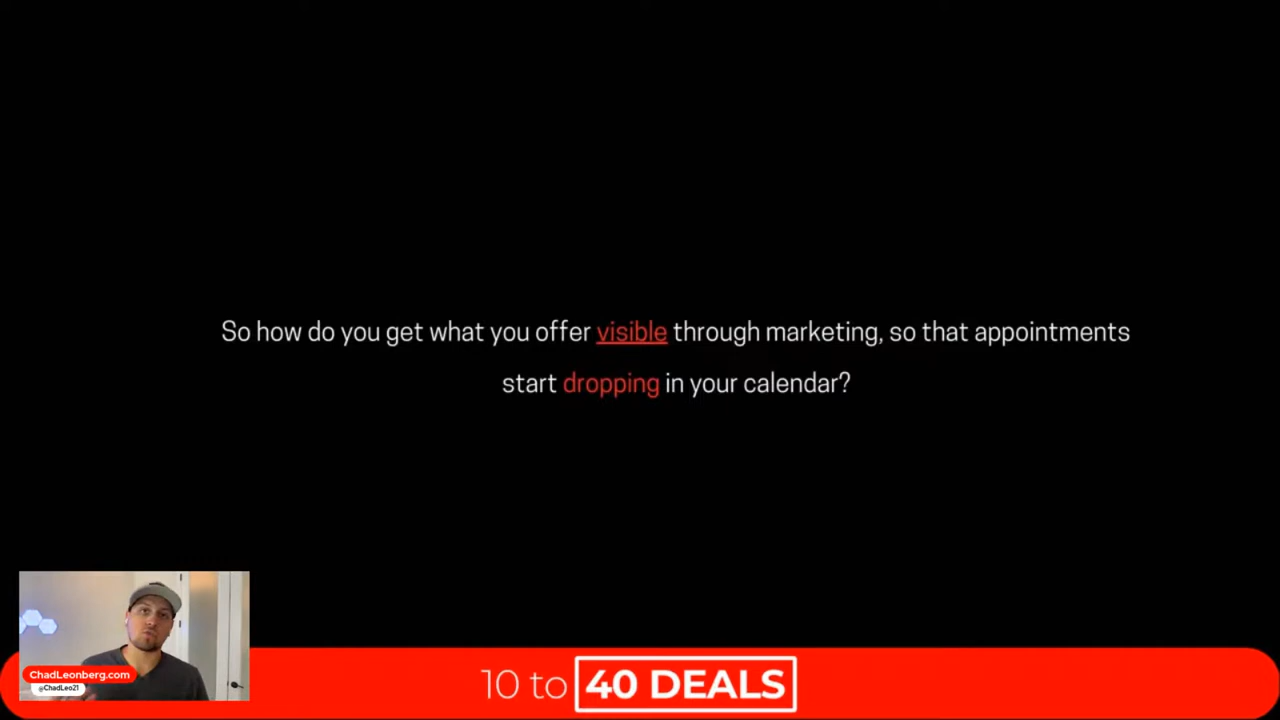 So how do you get what you offer visible through marketing, so that appointments
start dropping in your calendar?
ChadLeonberg.com
@ChadLeo21
10 to 40 DEALS